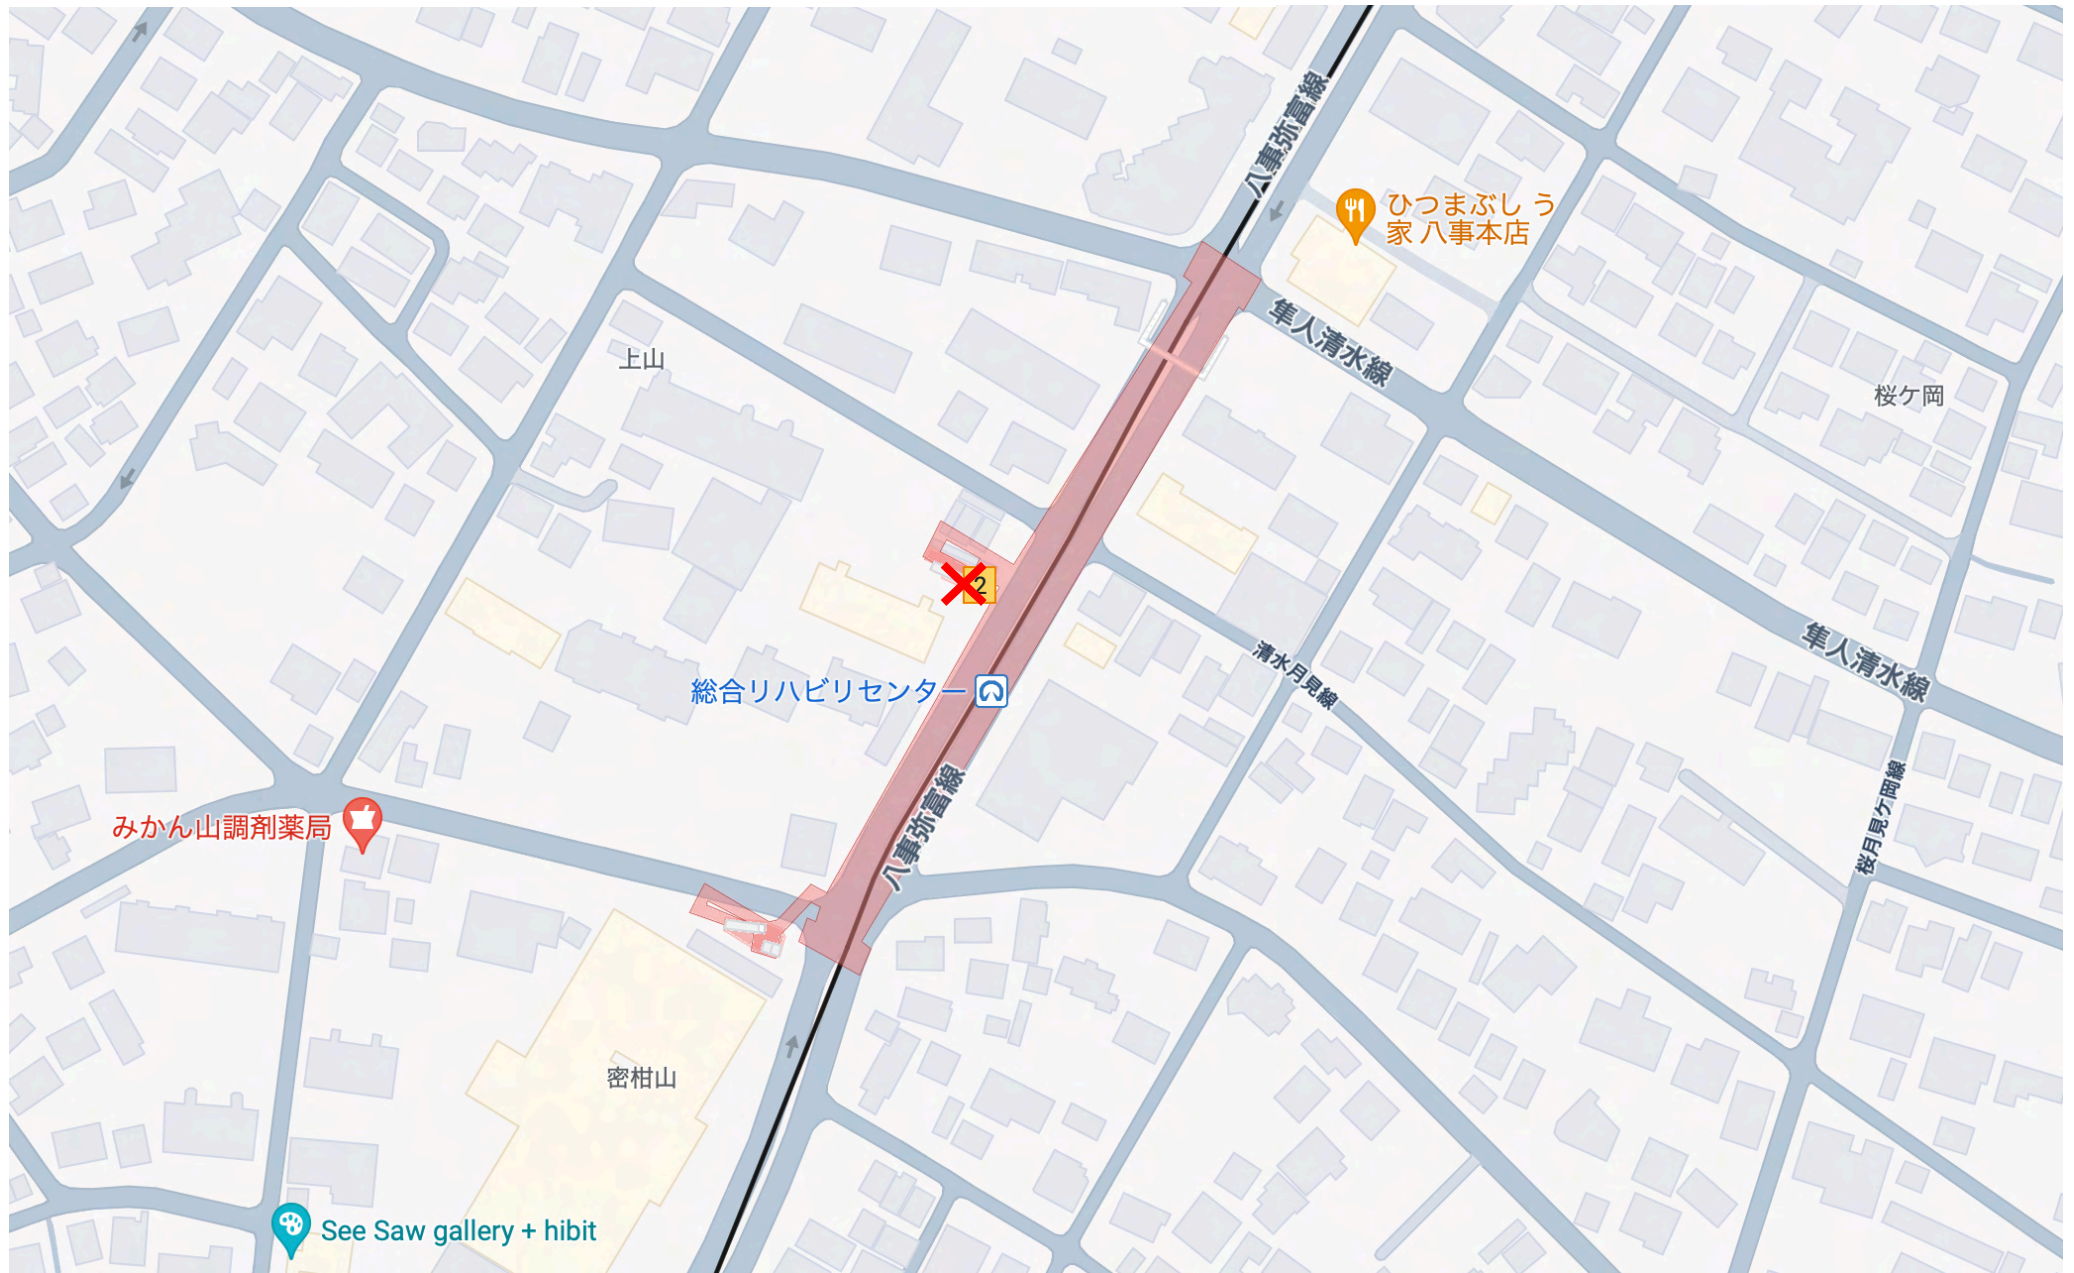 八事弥富線
ひつまぶし う
家 八事本店
隼人清水線
上山
桜ケ岡
2
隼人清水線
清水月見線
総合リハビリセンター
八事弥富線
桜月見ケ岡線
みかん山調剤薬局
密柑山
See Saw gallery + hibit